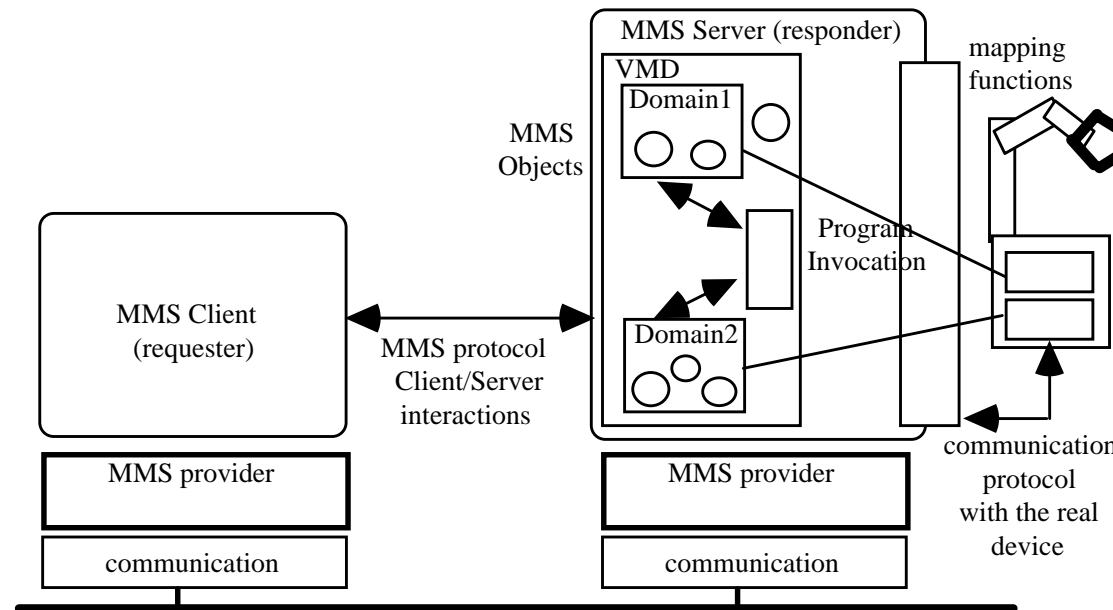 MMS Server (responder)
VMD
Domain1
mapping
functions
MMS
Objects
Program
Invocation
MMS Client
(requester)
MMS protocol
Client/Server
interactions
Domain2
communication
protocol
with the real
device
MMS provider
MMS provider
communication
communication